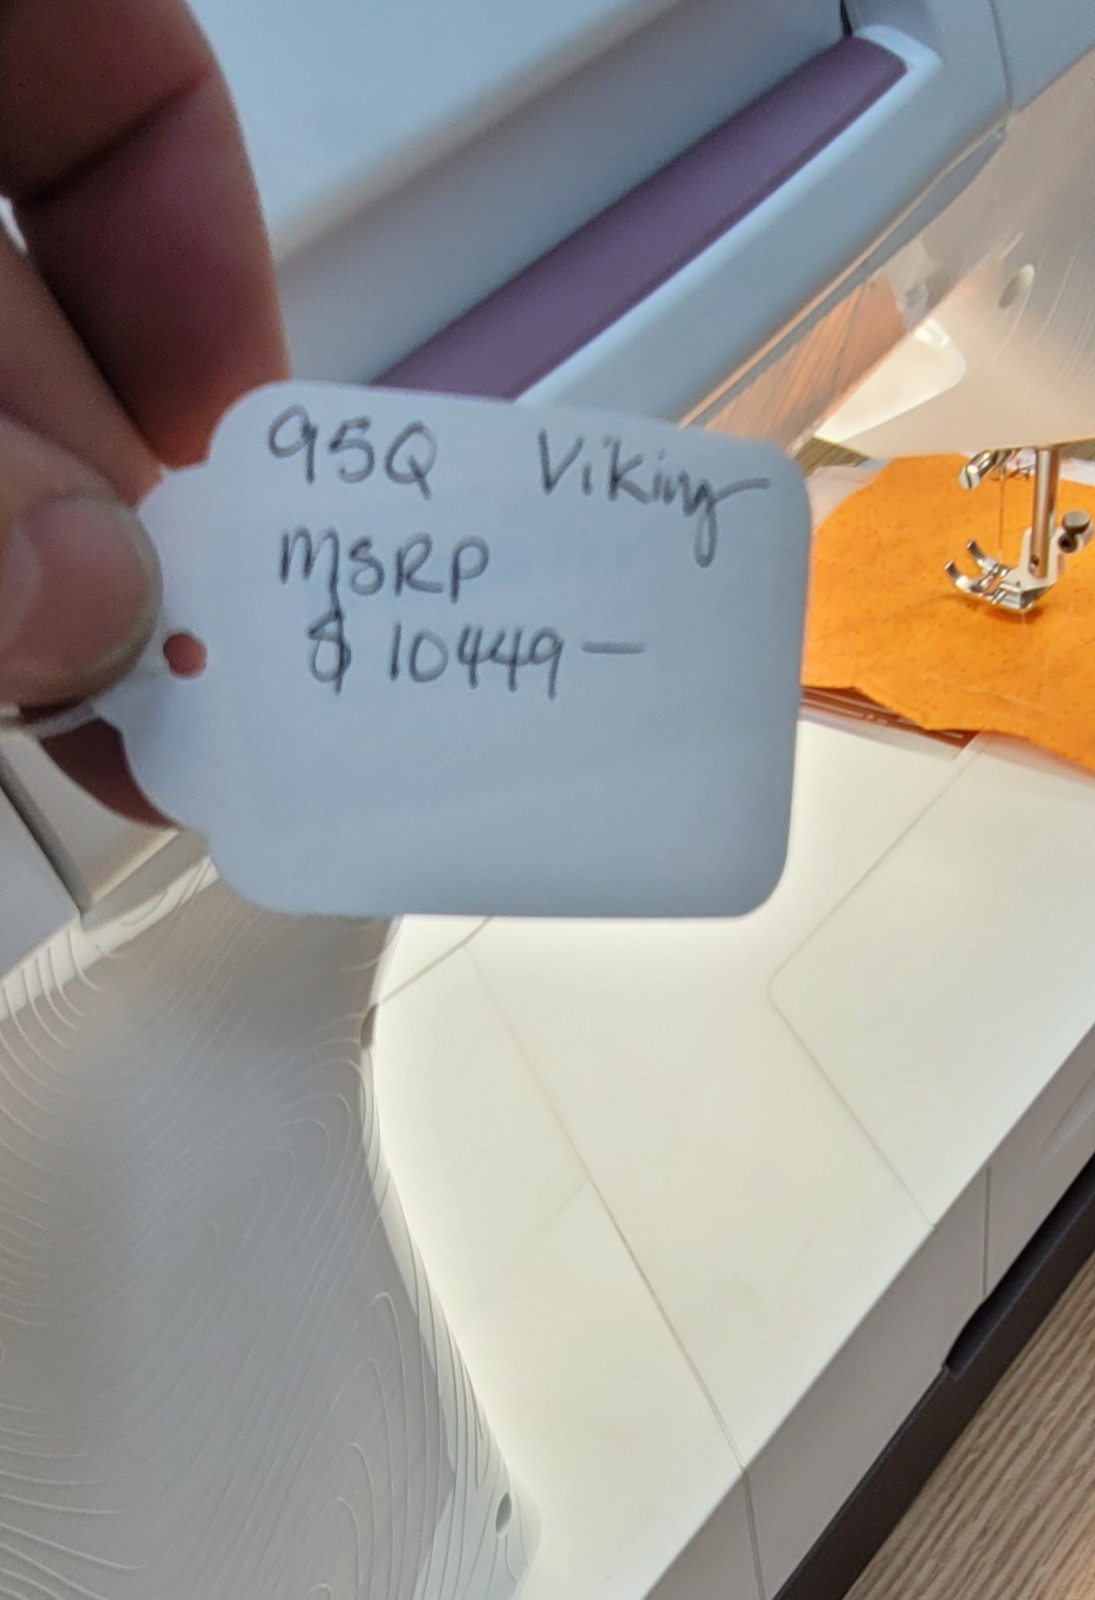 95Q Viking
MSRP
$ 10449—